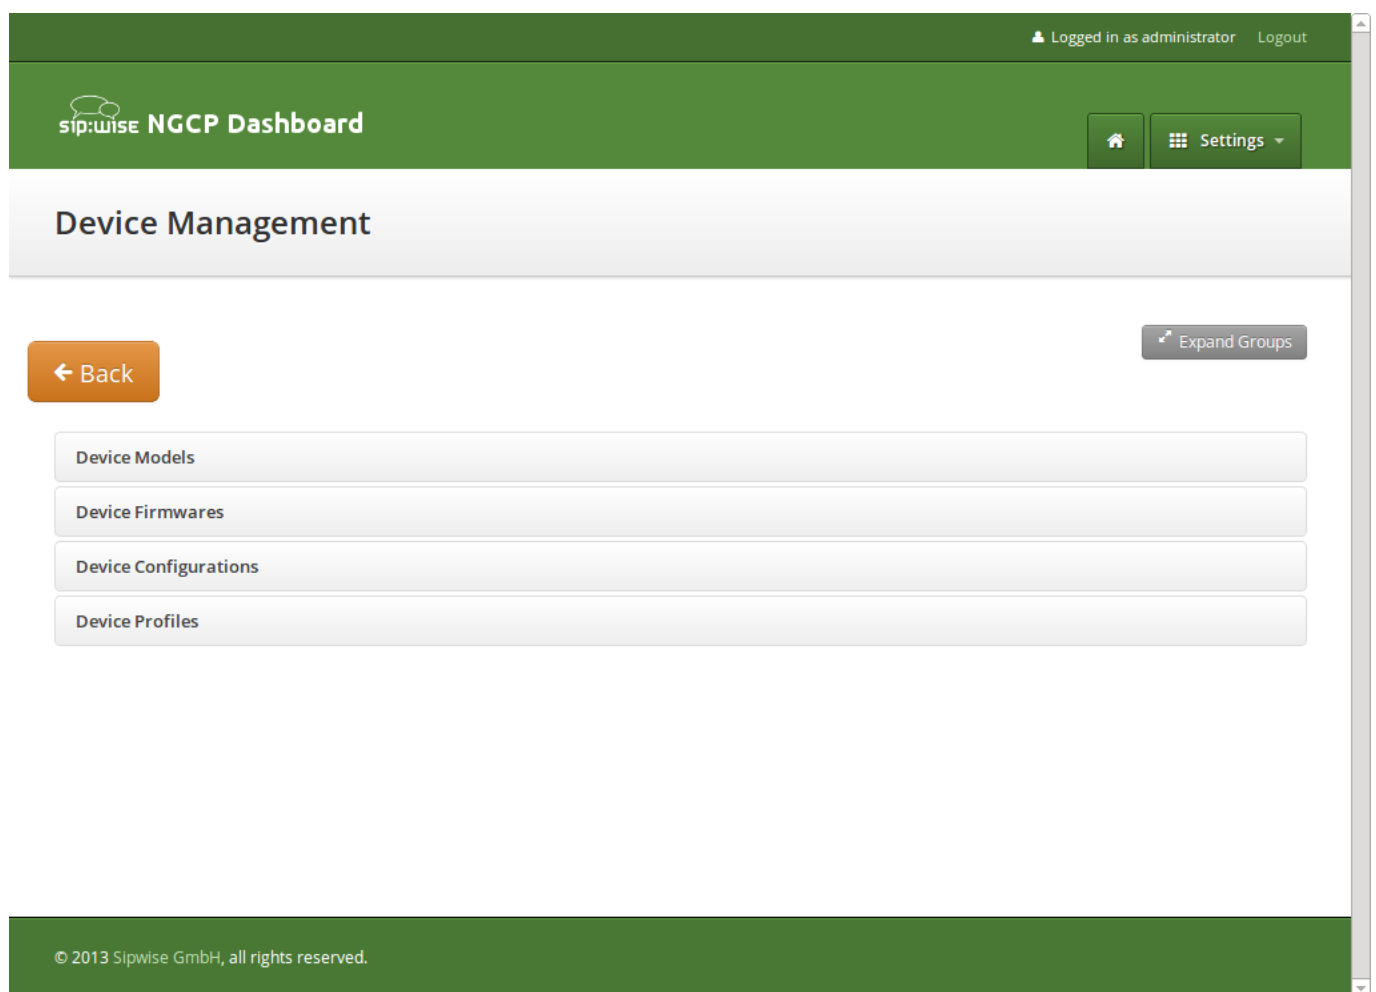 Logged in as administrator Logout
sip:wise NGCP Dashboard
Settings
Device Management
Expand Groups
Back
Device Models
Device Firmwares
Device Configurations
Device Profiles
© 2013 Sipwise GmbH, all rights reserved.